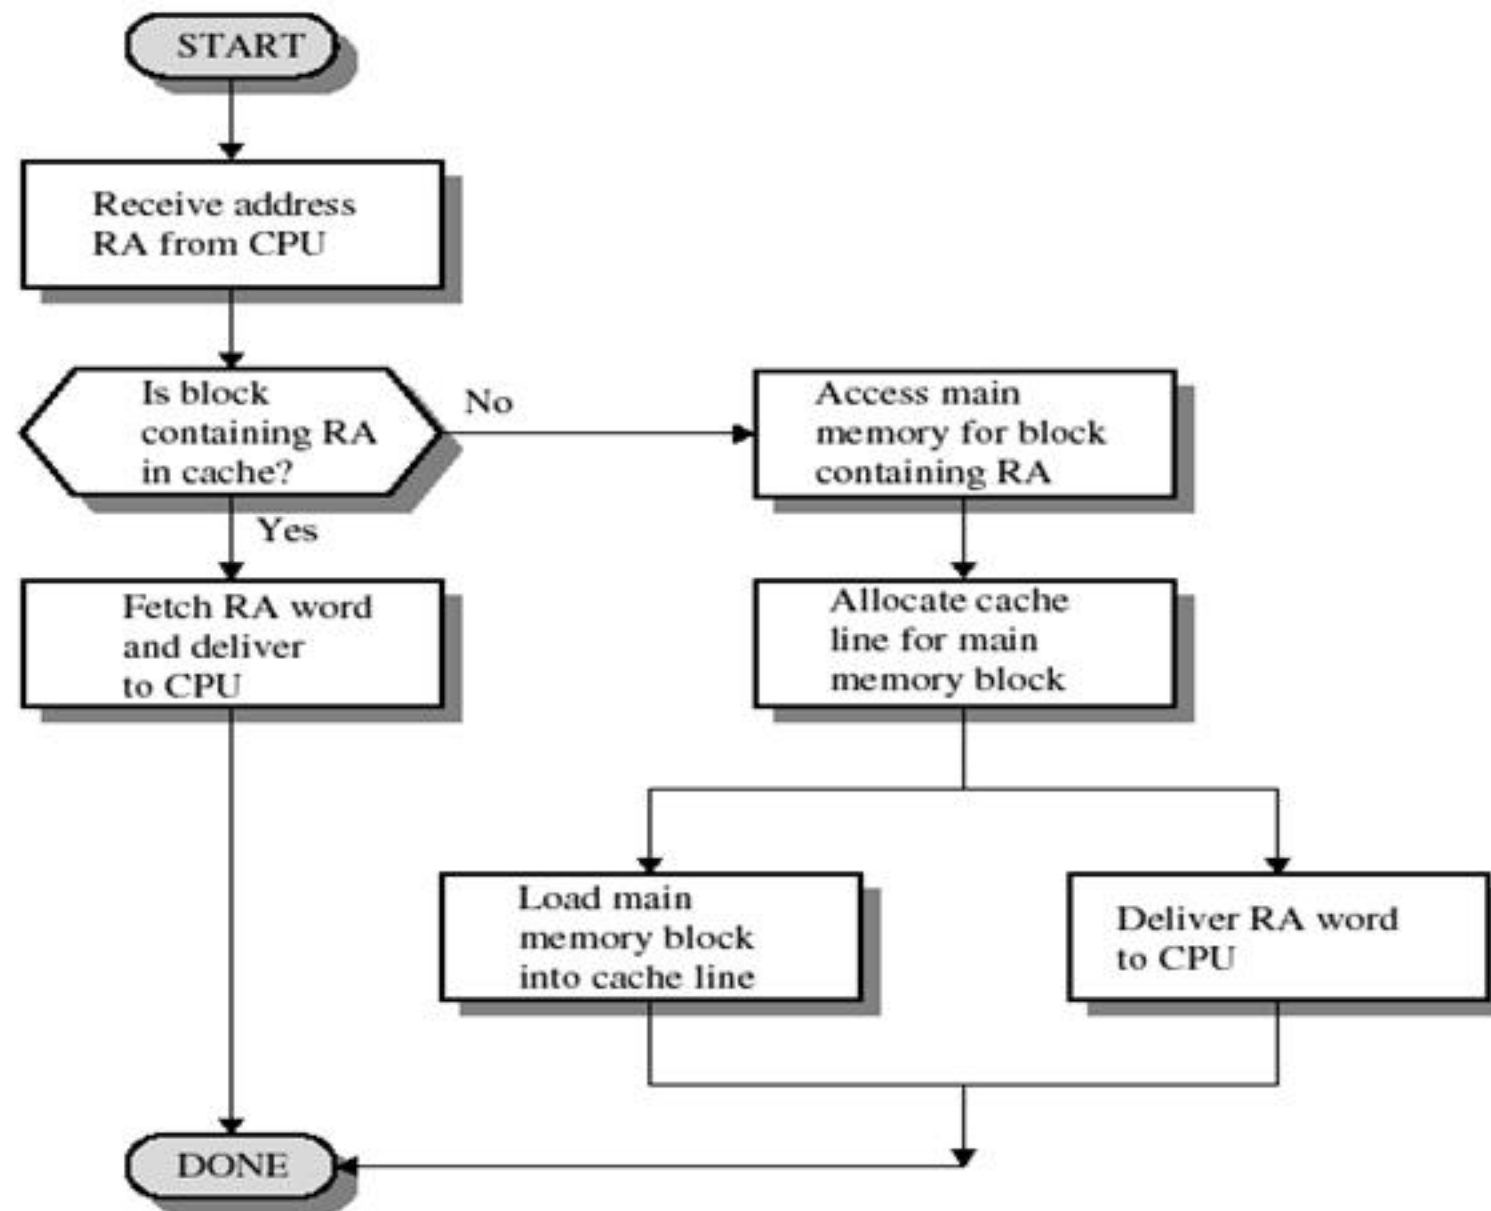 START
Receive address
RA from CPU
Is block
containing RA
in cache?
No
Yes
Access main
memory for block
containing RA
Fetch RA word
and deliver
to CPU
Allocate cache
line for main
memory block
Load main
memory block
into cache line
Deliver RA word
to CPU
DONE